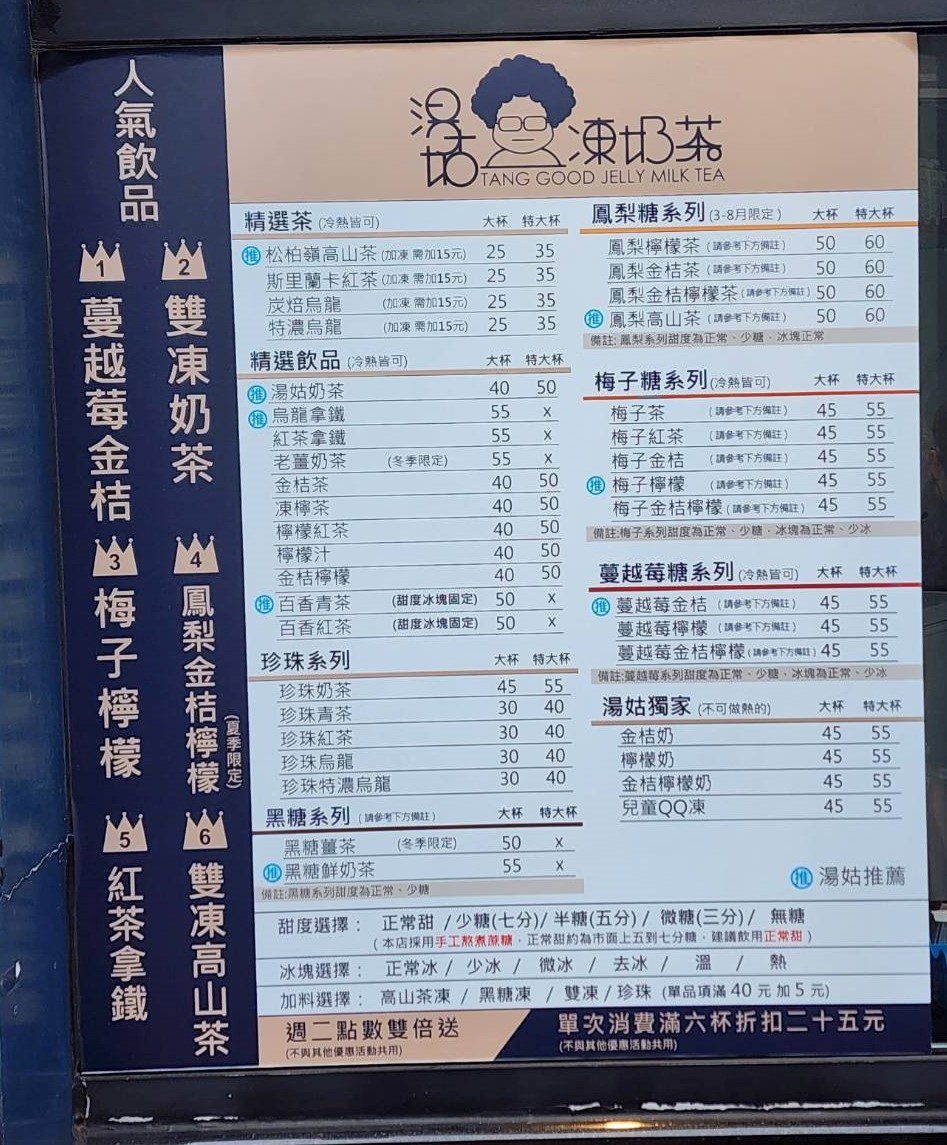 人氣飲品
1 蔓越莓金桔
2 雙凍奶茶
3 梅子檸檬
4 鳳梨金桔檸檬(夏季限定)
5 紅茶拿鐵
6 雙凍高山茶
湯姑凍奶茶
TANG GOOD JELLY MILK TEA
精選茶(冷熱皆可) 大杯 特大杯
推 松柏嶺高山茶(加凍 需加15元) 25 35
斯里蘭卡紅茶(加凍 需加15元) 25 35
炭焙烏龍 (加凍 需加15元) 25 35
特濃烏龍 (加凍 需加15元) 25 35
精選飲品(冷熱皆可) 大杯 特大杯
推 湯姑奶茶 40 50
推 烏龍拿鐵 55 x
紅茶拿鐵 55 x
老薑奶茶 (冬季限定) 55 x
金桔茶 40 50
凍檸茶 40 50
檸檬紅茶 40 50
檸檬汁 40 50
金桔檸檬 40 50
推 百香青茶 (甜度冰塊固定) 50 x
百香紅茶 (甜度冰塊固定) 50 x
珍珠系列 大杯 特大杯
珍珠奶茶 45 55
珍珠青茶 30 40
珍珠紅茶 30 40
珍珠烏龍 30 40
珍珠特濃烏龍 30 40
黑糖系列(請參考下方備註) 大杯 特大杯
黑糖薑茶 (冬季限定) 50 x
推 黑糖鮮奶茶 55 x
備註:黑糖系列甜度為正常、少糖
鳳梨糖系列(3-8月限定) 大杯 特大杯
鳳梨檸檬茶(請參考下方備註) 50 60
鳳梨金桔茶(請參考下方備註) 50 60
鳳梨金桔檸檬茶(請參考下方備註) 50 60
推 鳳梨高山茶(請參考下方備註) 50 60
備註:鳳梨系列甜度為正常、少糖，冰塊正常
梅子糖系列(冷熱皆可) 大杯 特大杯
梅子茶 (請參考下方備註) 45 55
梅子紅茶 (請參考下方備註) 45 55
梅子金桔 (請參考下方備註) 45 55
推 梅子檸檬 (請參考下方備註) 45 55
梅子金桔檸檬(請參考下方備註) 45 55
備註:梅子系列甜度為正常、少糖，冰塊為正常、少冰
蔓越莓糖系列(冷熱皆可) 大杯 特大杯
推 蔓越莓金桔 (請參考下方備註) 45 55
蔓越莓檸檬 (請參考下方備註) 45 55
蔓越莓金桔檸檬(請參考下方備註) 45 55
備註:蔓越莓系列甜度為正常、少糖，冰塊為正常、少冰
湯姑獨家(不可做熱的) 大杯 特大杯
金桔奶 45 55
檸檬奶 45 55
金桔檸檬奶 45 55
兒童QQ凍 45 55
推 湯姑推薦
甜度選擇： 正常甜 /少糖(七分)/ 半糖(五分) / 微糖(三分) / 無糖
(本店採用手工熬煮蔗糖，正常甜約為市面上五到七分糖，建議飲用正常甜)
冰塊選擇： 正常冰 / 少冰 / 微冰 / 去冰 / 溫 / 熱
加料選擇： 高山茶凍 / 黑糖凍 / 雙凍 / 珍珠 (單品項滿 40 元 加 5 元)
週二點數雙倍送
(不與其他優惠活動共用)
單次消費滿六杯折扣二十五元
(不與其他優惠活動共用)